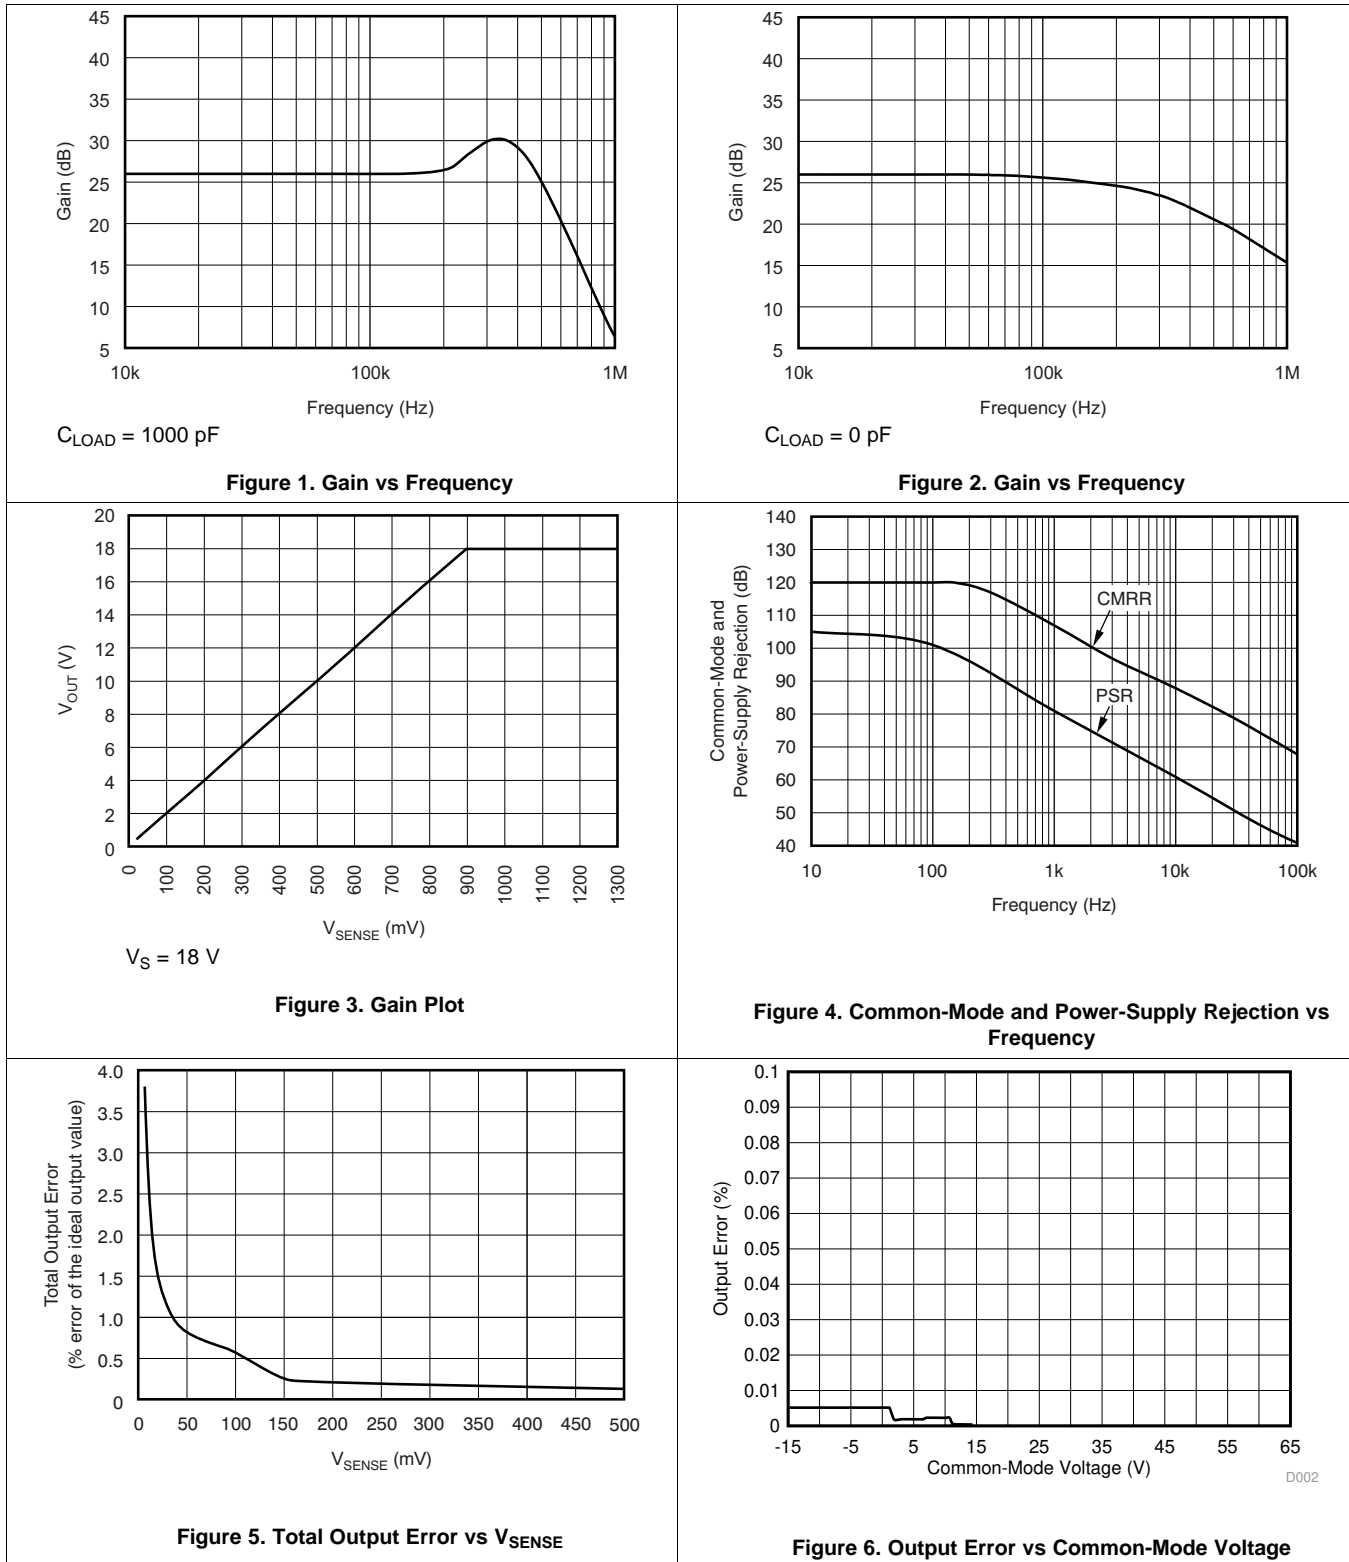 45
40
35
30
25
20
15
10
5
Gain (dB)
10k 100k 1M
Frequency (Hz)
C_LOAD = 1000 pF
Figure 1. Gain vs Frequency
45
40
35
30
25
20
15
10
5
Gain (dB)
10k 100k 1M
Frequency (Hz)
C_LOAD = 0 pF
Figure 2. Gain vs Frequency
20
18
16
14
12
10
8
6
4
2
0
V_OUT (V)
0 100 200 300 400 500 600 700 800 900 1000 1100 1200 1300
V_SENSE (mV)
V_S = 18 V
Figure 3. Gain Plot
140
130
120
110
100
90
80
70
60
50
40
Common-Mode and
Power-Supply Rejection (dB)
CMRR
PSR
10 100 1k 10k 100k
Frequency (Hz)
Figure 4. Common-Mode and Power-Supply Rejection vs
Frequency
4.0
3.5
3.0
2.5
2.0
1.5
1.0
0.5
0
Total Output Error
(% error of the ideal output value)
0 50 100 150 200 250 300 350 400 450 500
V_SENSE (mV)
Figure 5. Total Output Error vs V_SENSE
0.1
0.09
0.08
0.07
0.06
0.05
0.04
0.03
0.02
0.01
0
Output Error (%)
-15 -5 5 15 25 35 45 55 65
Common-Mode Voltage (V)
D002
Figure 6. Output Error vs Common-Mode Voltage